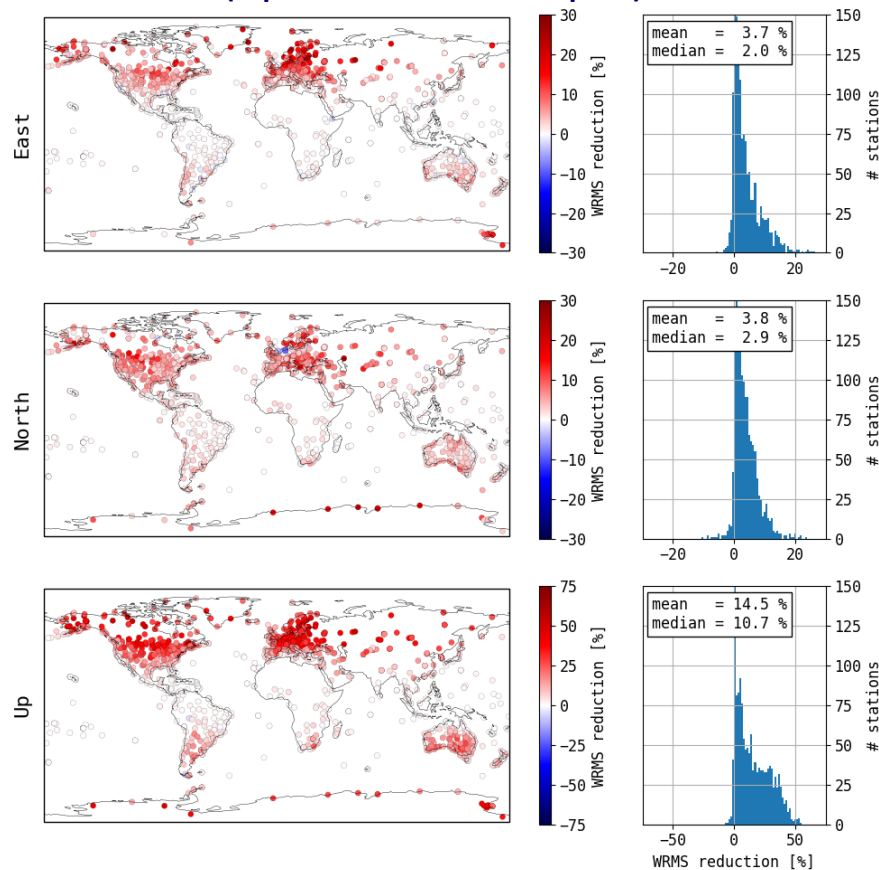 East
30
20
10
0
−10
−20
−30
WRMS reduction [%]
mean   =  3.7 %
median =  2.0 %
150
125
100
75
50
25
0
# stations
−20 0 20
North
30
20
10
0
−10
−20
−30
WRMS reduction [%]
mean   =  3.8 %
median =  2.9 %
150
125
100
75
50
25
0
# stations
−20 0 20
Up
75
50
25
0
−25
−50
−75
WRMS reduction [%]
mean   = 14.5 %
median = 10.7 %
150
125
100
75
50
25
0
# stations
−50 0 50
WRMS reduction [%]